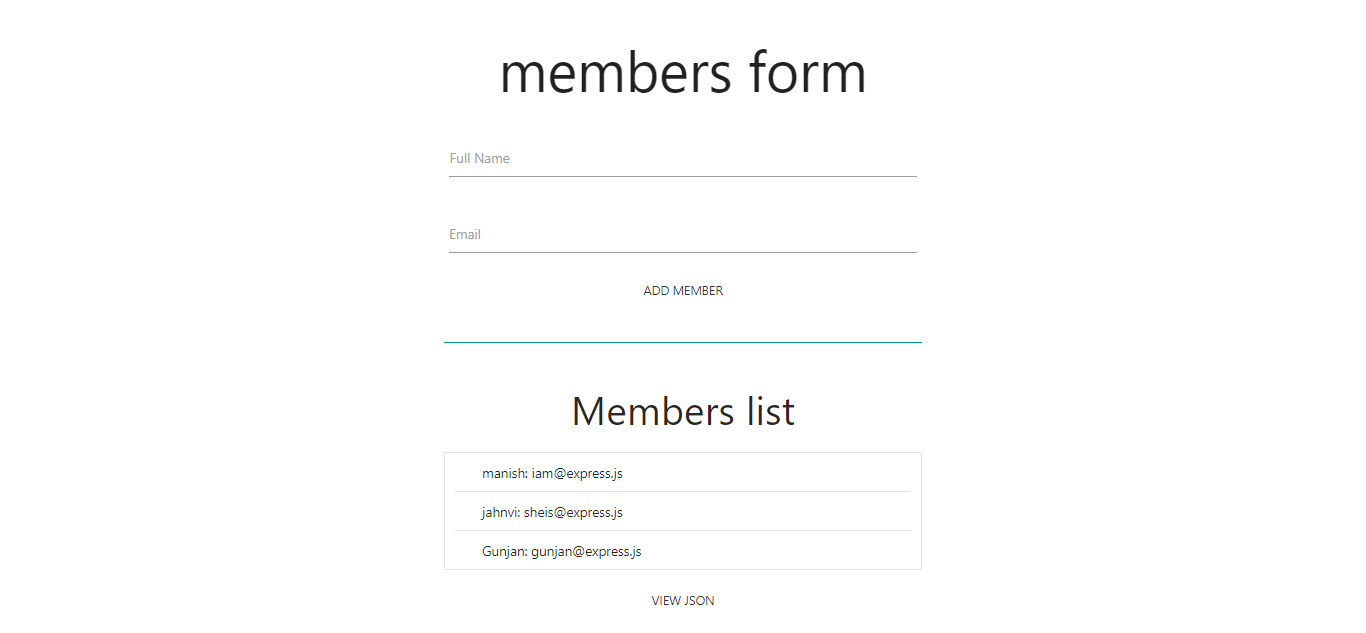 members form
Full Name
Email
ADD MEMBER
Members list
manish: iam@express.js
jahnvi: sheis@express.js
Gunjan: gunjan@express.js
VIEW JSON